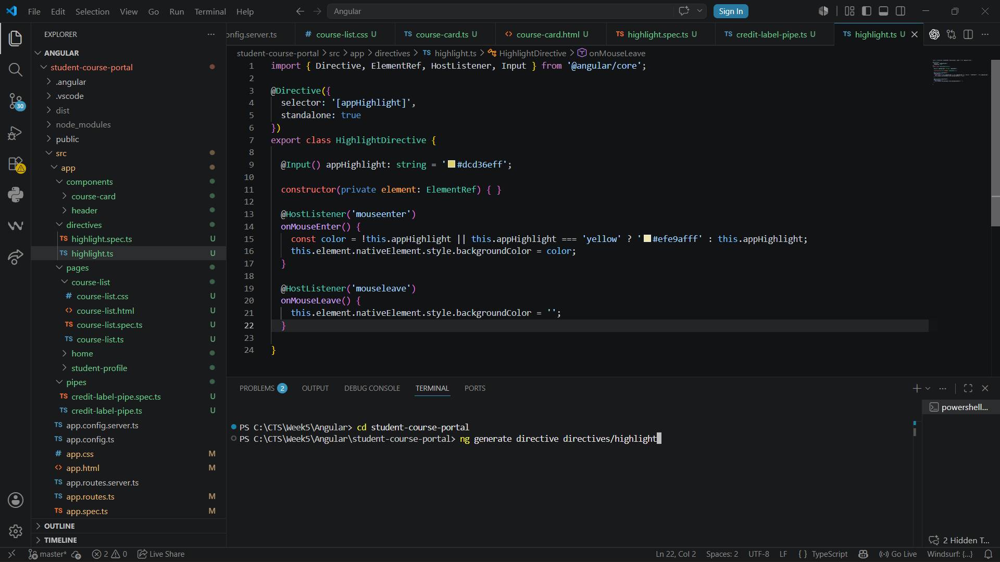 File Edit Selection View Go Run Terminal Help
Angular
Sign In
EXPLORER
ANGULAR
student-course-portal
.angular
.vscode
dist
node_modules
public
src
app
components
course-card
header
directives
highlight.spec.ts U
highlight.ts U
pages
course-list
course-list.css U
course-list.html U
course-list.spec.ts U
course-list.ts U
home
student-profile
pipes
credit-label-pipe.spec.ts U
credit-label-pipe.ts U
app.config.server.ts
app.config.ts
app.css M
app.html M
app.routes.server.ts
app.routes.ts M
app.spec.ts M
OUTLINE
TIMELINE
30
onfig.server.ts
# course-list.css U
TS course-card.ts U
<> course-card.html U
TS highlight.spec.ts U
TS credit-label-pipe.ts U
TS highlight.ts U
student-course-portal > src > app > directives > TS highlight.ts > HighlightDirective > onMouseLeave
1 import { Directive, ElementRef, HostListener, Input } from '@angular/core';
2
3 @Directive({
4 selector: '[appHighlight]',
5 standalone: true
6 })
7 export class HighlightDirective {
8
9 @Input() appHighlight: string = '#dcd36eff';
10
11 constructor(private element: ElementRef) { }
12
13 @HostListener('mouseenter')
14 onMouseEnter() {
15 const color = !this.appHighlight || this.appHighlight === 'yellow' ? '#efe9afff' : this.appHighlight;
16 this.element.nativeElement.style.backgroundColor = color;
17 }
18
19 @HostListener('mouseleave')
20 onMouseLeave() {
21 this.element.nativeElement.style.backgroundColor = '';
22 }
23
24 }
PROBLEMS 2 OUTPUT DEBUG CONSOLE TERMINAL PORTS
powershell...
PS C:\CTS\Week5\Angular> cd student-course-portal
PS C:\CTS\Week5\Angular\student-course-portal> ng generate directive directives/highlight
2 Hidden T...
master* 2 0 Live Share
Ln 22, Col 2 Spaces: 2 UTF-8 LF { } TypeScript Go Live Windsurf: {...}